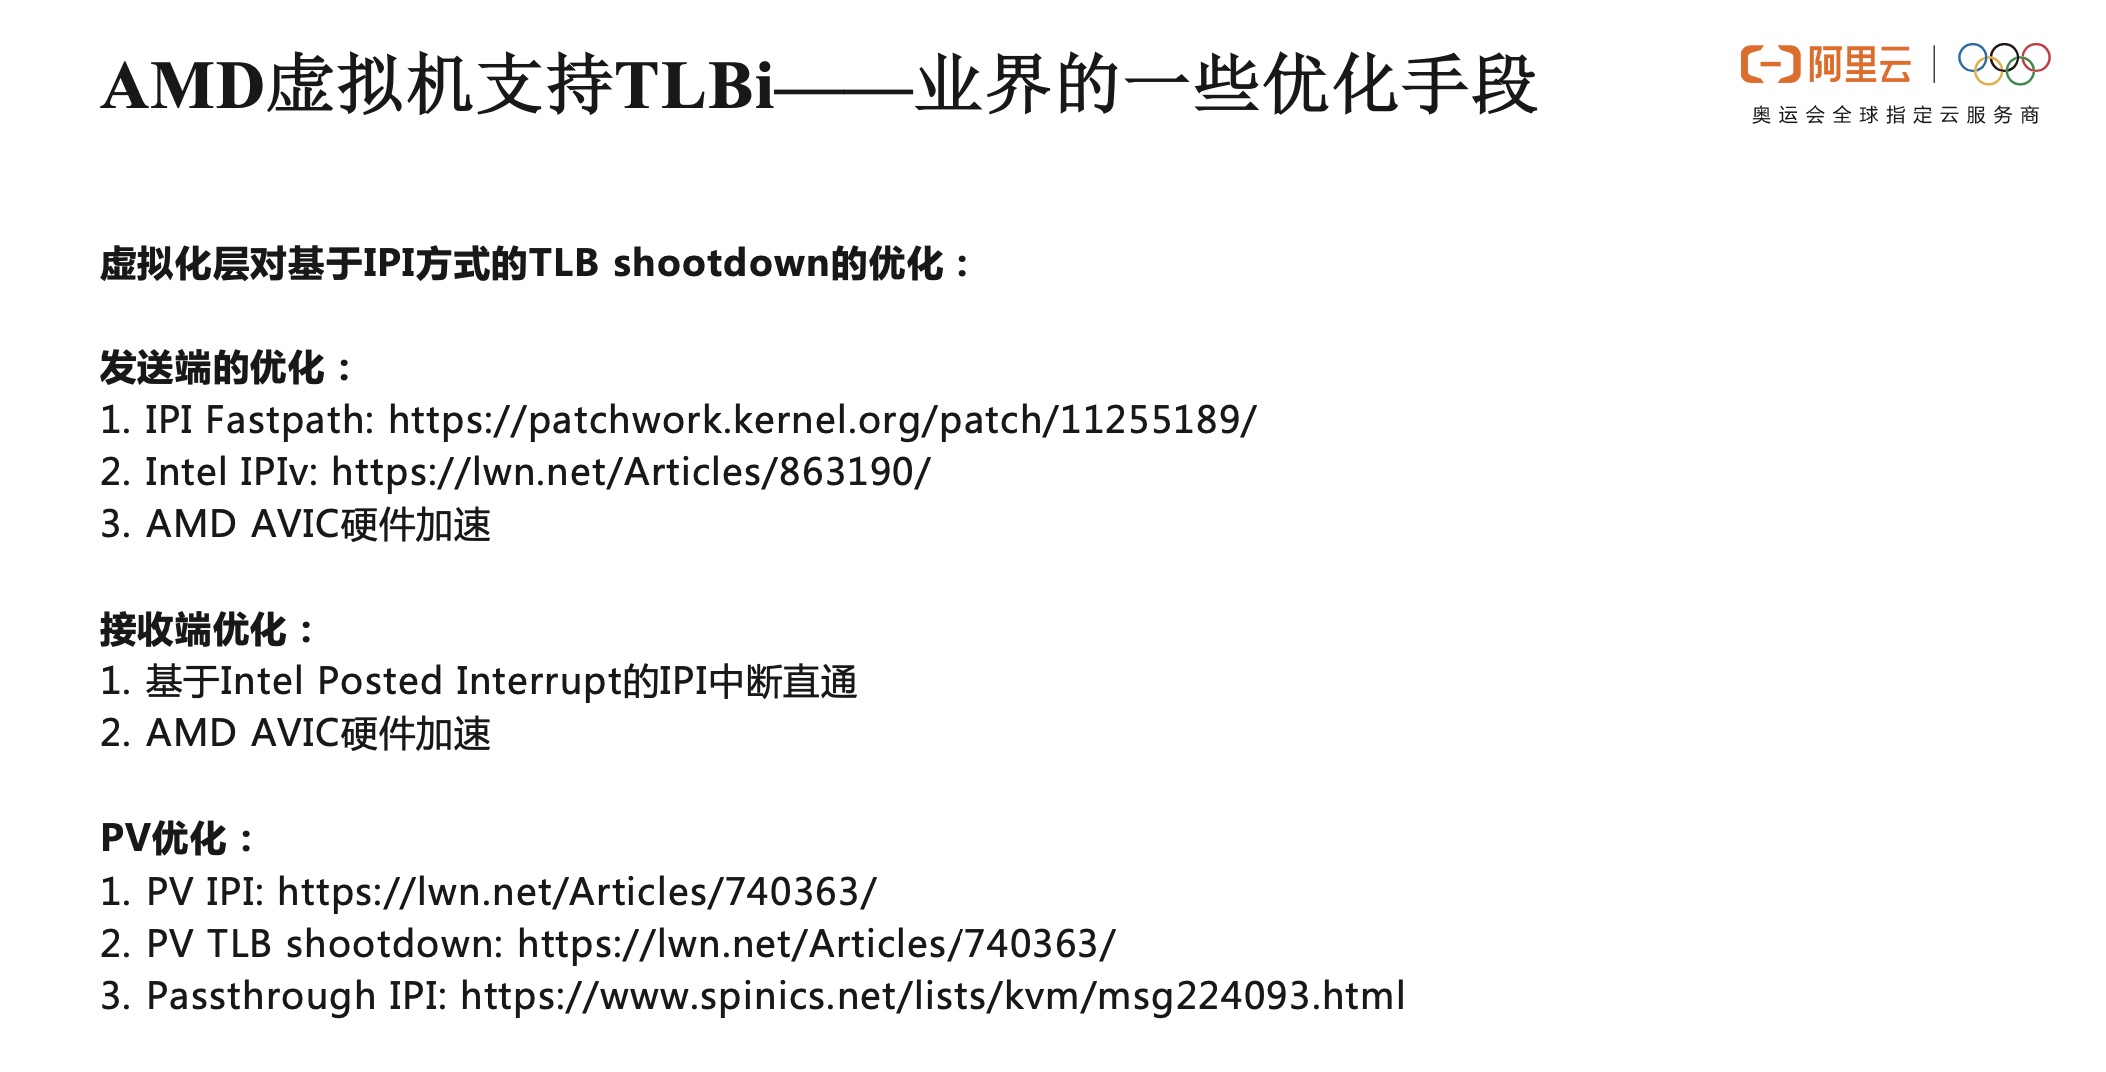 AMD虚拟机支持TLBi——业界的一些优化手段
阿里云
奥运会全球指定云服务商
虚拟化层对基于IPI方式的TLB shootdown的优化：
发送端的优化：
1. IPI Fastpath: https://patchwork.kernel.org/patch/11255189/
2. Intel IPIv: https://lwn.net/Articles/863190/
3. AMD AVIC硬件加速
接收端优化：
1. 基于Intel Posted Interrupt的IPI中断直通
2. AMD AVIC硬件加速
PV优化：
1. PV IPI: https://lwn.net/Articles/740363/
2. PV TLB shootdown: https://lwn.net/Articles/740363/
3. Passthrough IPI: https://www.spinics.net/lists/kvm/msg224093.html